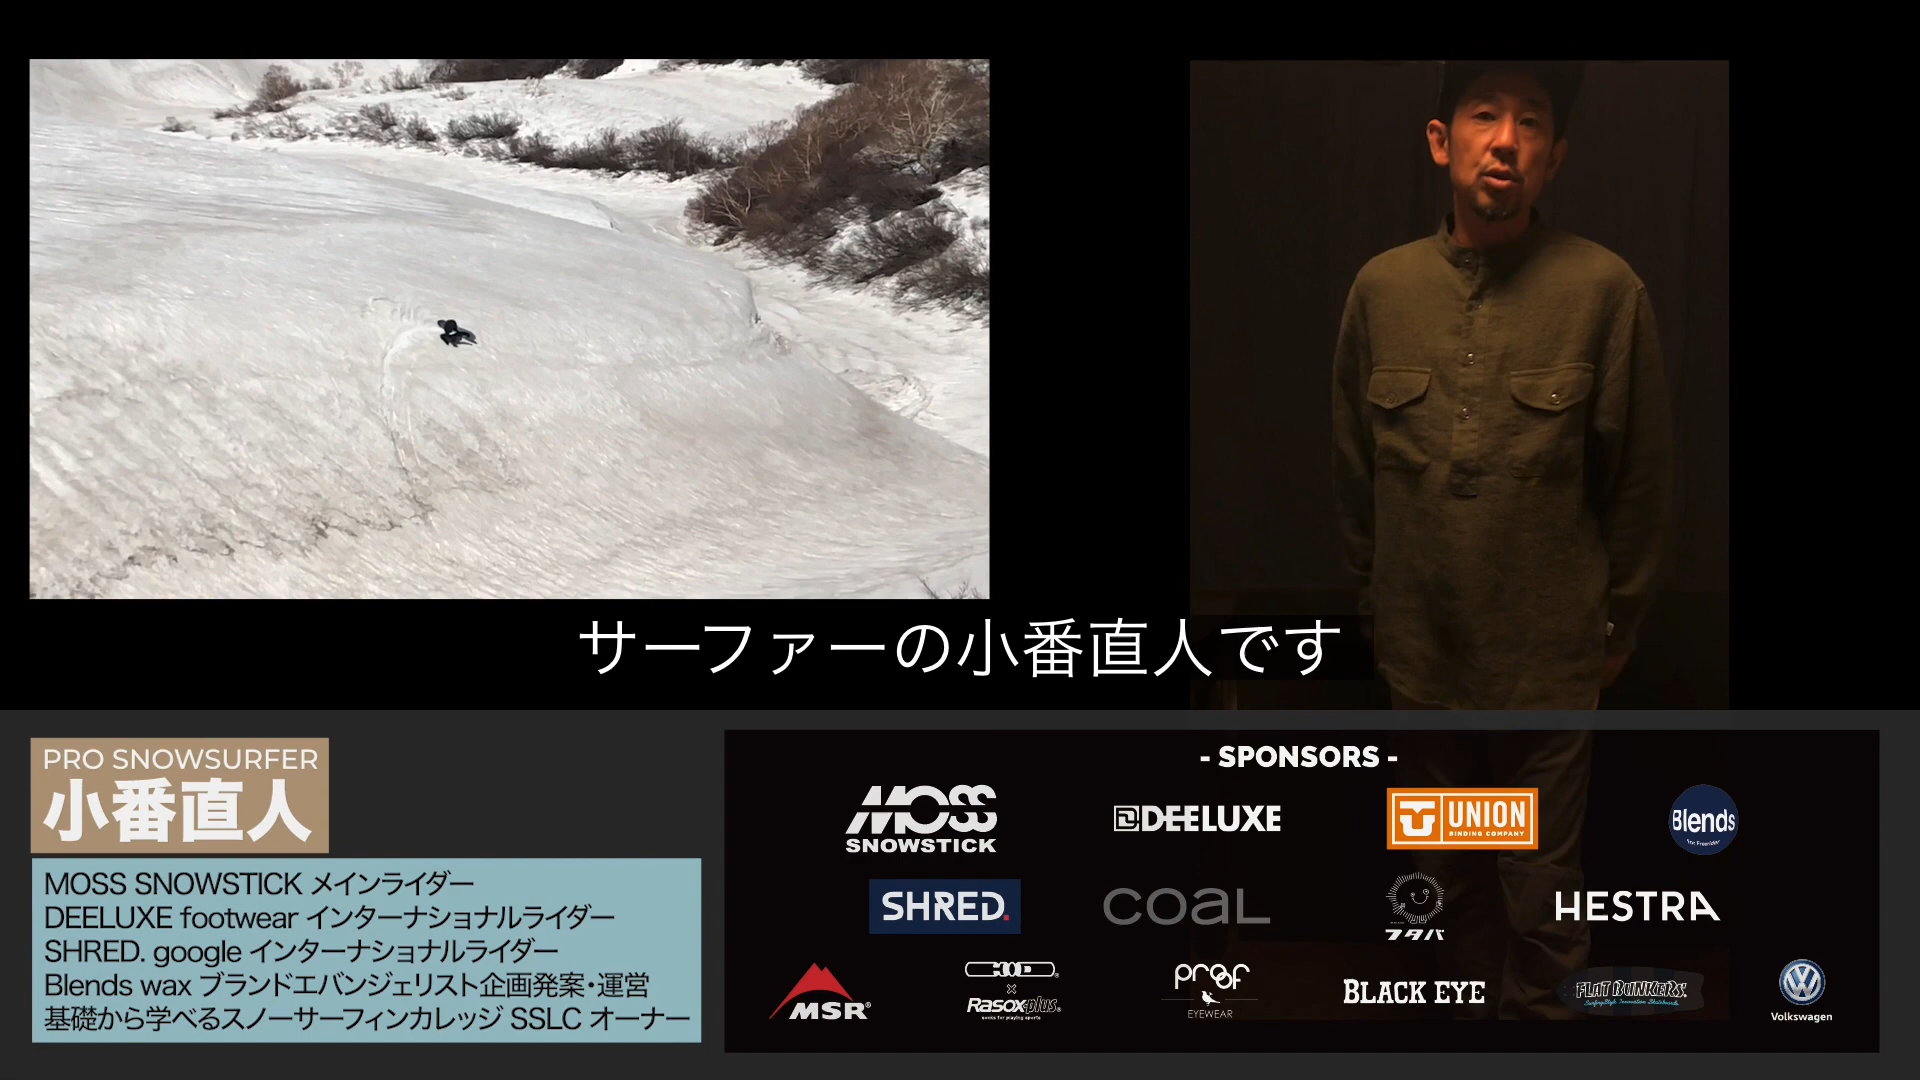 サーファーの小番直人です
PRO SNOWSURFER
小番直人
MOSS SNOWSTICK メインライダー
DEELUXE footwear インターナショナルライダー
SHRED. google インターナショナルライダー
Blends wax ブランドエバンジェリスト企画発案・運営
基礎から学べるスノーサーフィンカレッジ SSLC オーナー
- SPONSORS -
MOSS
SNOWSTICK
DEELUXE
UNION
BINDING COMPANY
Blends
SHRED.
COAL
フタバ
HESTRA
MSR®
×
Rasox plus®
socks for playing sports
proof
EYEWEAR
BLACK EYE
FLAT BUNKERS
Volkswagen